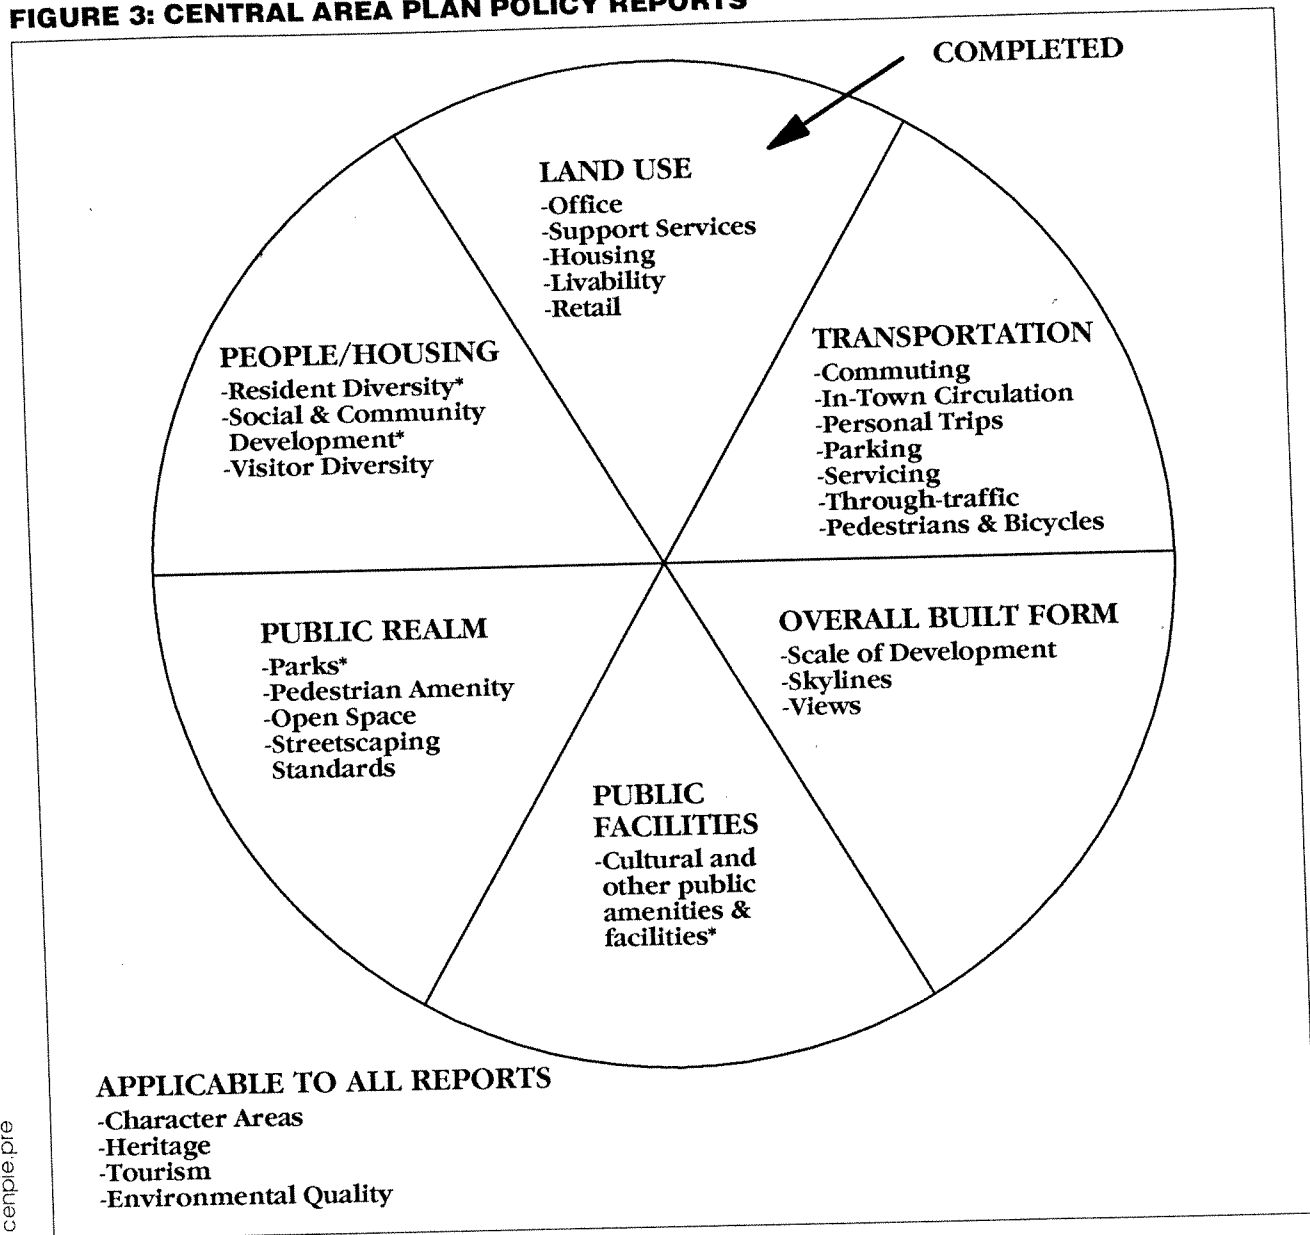 FIGURE 3: CENTRAL AREA PLAN POLICY REPORTS
COMPLETED
LAND USE
-Office
-Support Services
-Housing
-Livability
-Retail
TRANSPORTATION
-Commuting
-In-Town Circulation
-Personal Trips
-Parking
-Servicing
-Through-traffic
-Pedestrians & Bicycles
PEOPLE/HOUSING
-Resident Diversity*
-Social & Community
Development*
-Visitor Diversity
PUBLIC REALM
-Parks*
-Pedestrian Amenity
-Open Space
-Streetscaping
Standards
OVERALL BUILT FORM
-Scale of Development
-Skylines
-Views
PUBLIC
FACILITIES
-Cultural and
other public
amenities &
facilities*
APPLICABLE TO ALL REPORTS
-Character Areas
-Heritage
-Tourism
-Environmental Quality
cenpie.pre